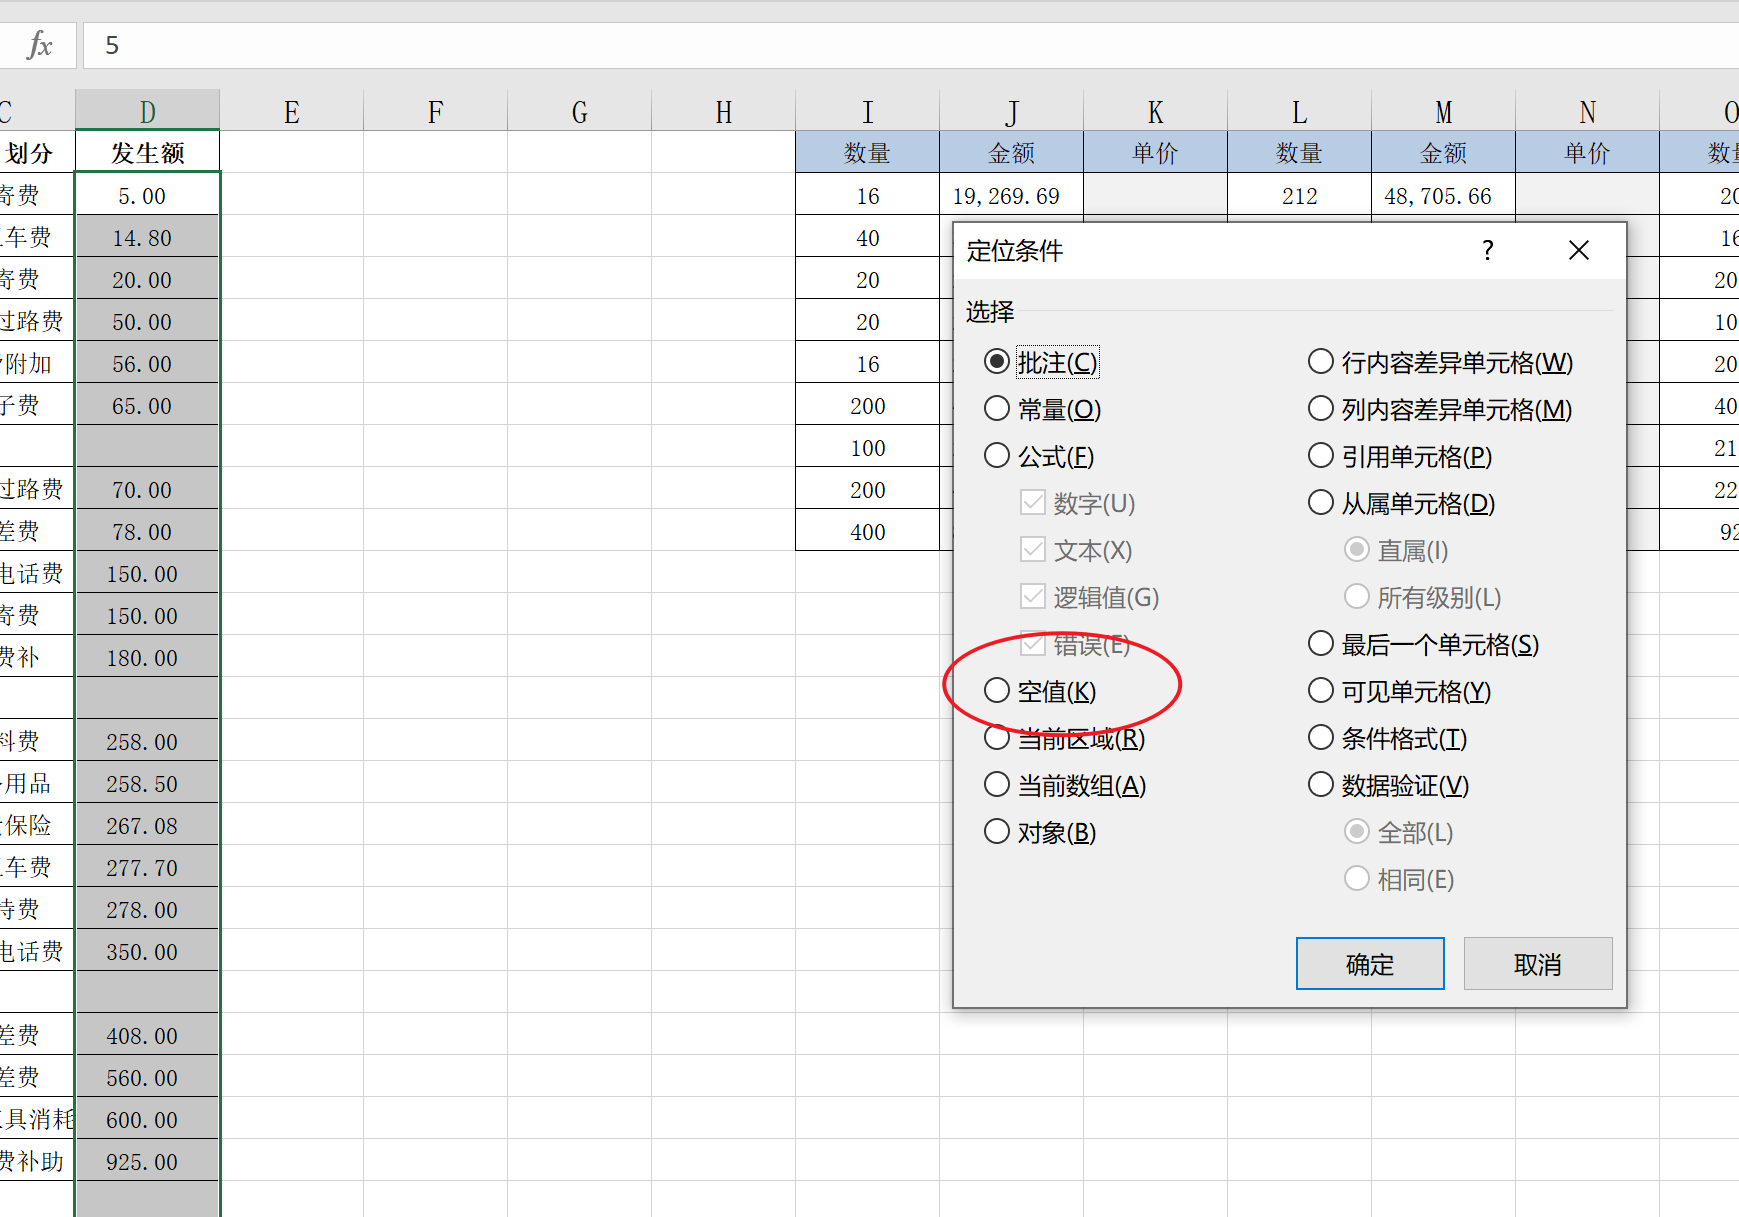 fx 5
C D E F G H I J K L M N O
划分 发生额 数量 金额 单价 数量 金额 单价 数量
寄费 5.00 16 19,269.69 212 48,705.66 20
车费 14.80 40 16
寄费 20.00 20 20
过路费 50.00 20 10
附加 56.00 16 20
子费 65.00 200 40
100 21
过路费 70.00 200 22
差费 78.00 400 92
电话费 150.00
寄费 150.00
费补 180.00
料费 258.00
用品 258.50
保险 267.08
车费 277.70
待费 278.00
电话费 350.00
差费 408.00
差费 560.00
具消耗 600.00
费补助 925.00
定位条件 ? ×
选择
批注(C) 行内容差异单元格(W)
常量(O) 列内容差异单元格(M)
公式(F) 引用单元格(P)
数字(U) 从属单元格(D)
文本(X) 直属(I)
逻辑值(G) 所有级别(L)
错误(E) 最后一个单元格(S)
空值(K) 可见单元格(Y)
当前区域(R) 条件格式(T)
当前数组(A) 数据验证(V)
对象(B) 全部(L)
相同(E)
确定 取消